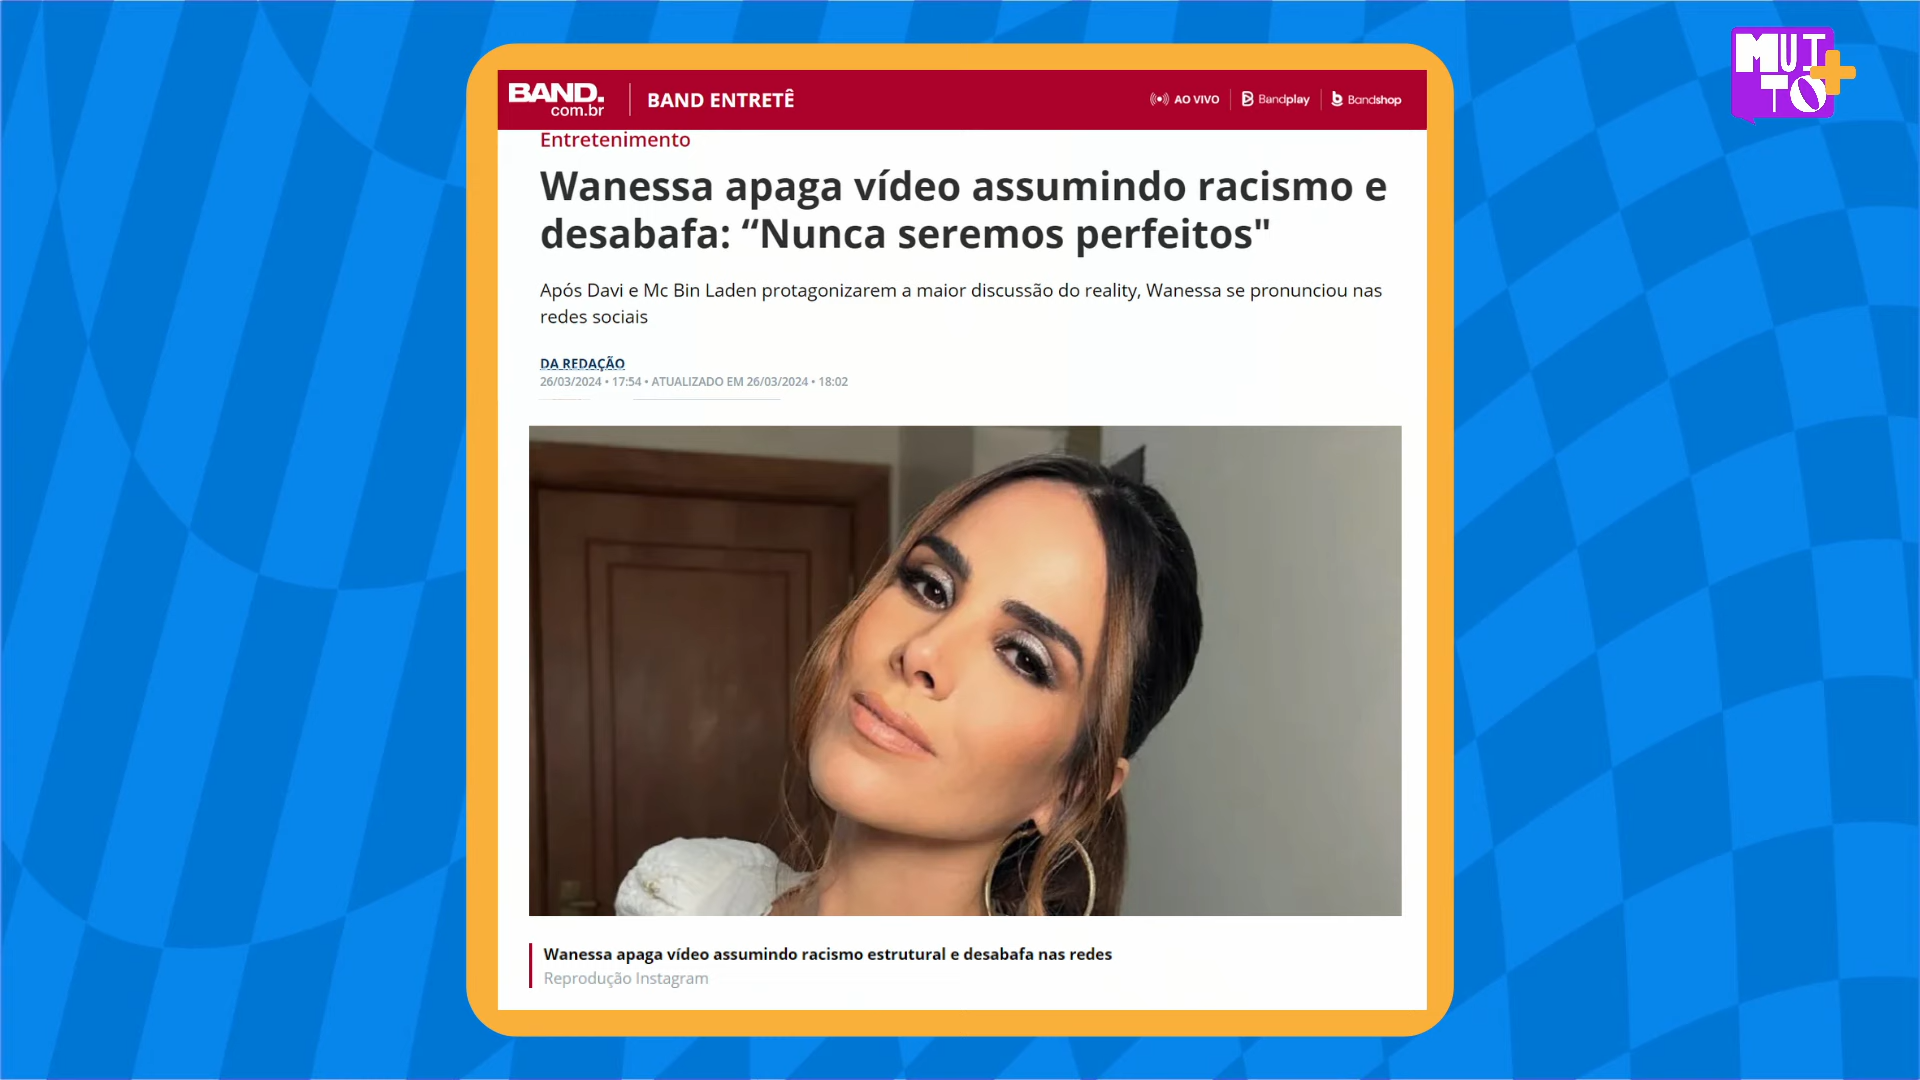 MUITO+
BAND.
com.br
BAND ENTRETÊ
AO VIVO
Bandplay
Bandshop
Entretenimento
Wanessa apaga vídeo assumindo racismo e
desabafa: “Nunca seremos perfeitos"
Após Davi e Mc Bin Laden protagonizarem a maior discussão do reality, Wanessa se pronunciou nas
redes sociais
DA REDAÇÃO
26/03/2024 • 17:54 • ATUALIZADO EM 26/03/2024 • 18:02
Wanessa apaga vídeo assumindo racismo estrutural e desabafa nas redes
Reprodução Instagram